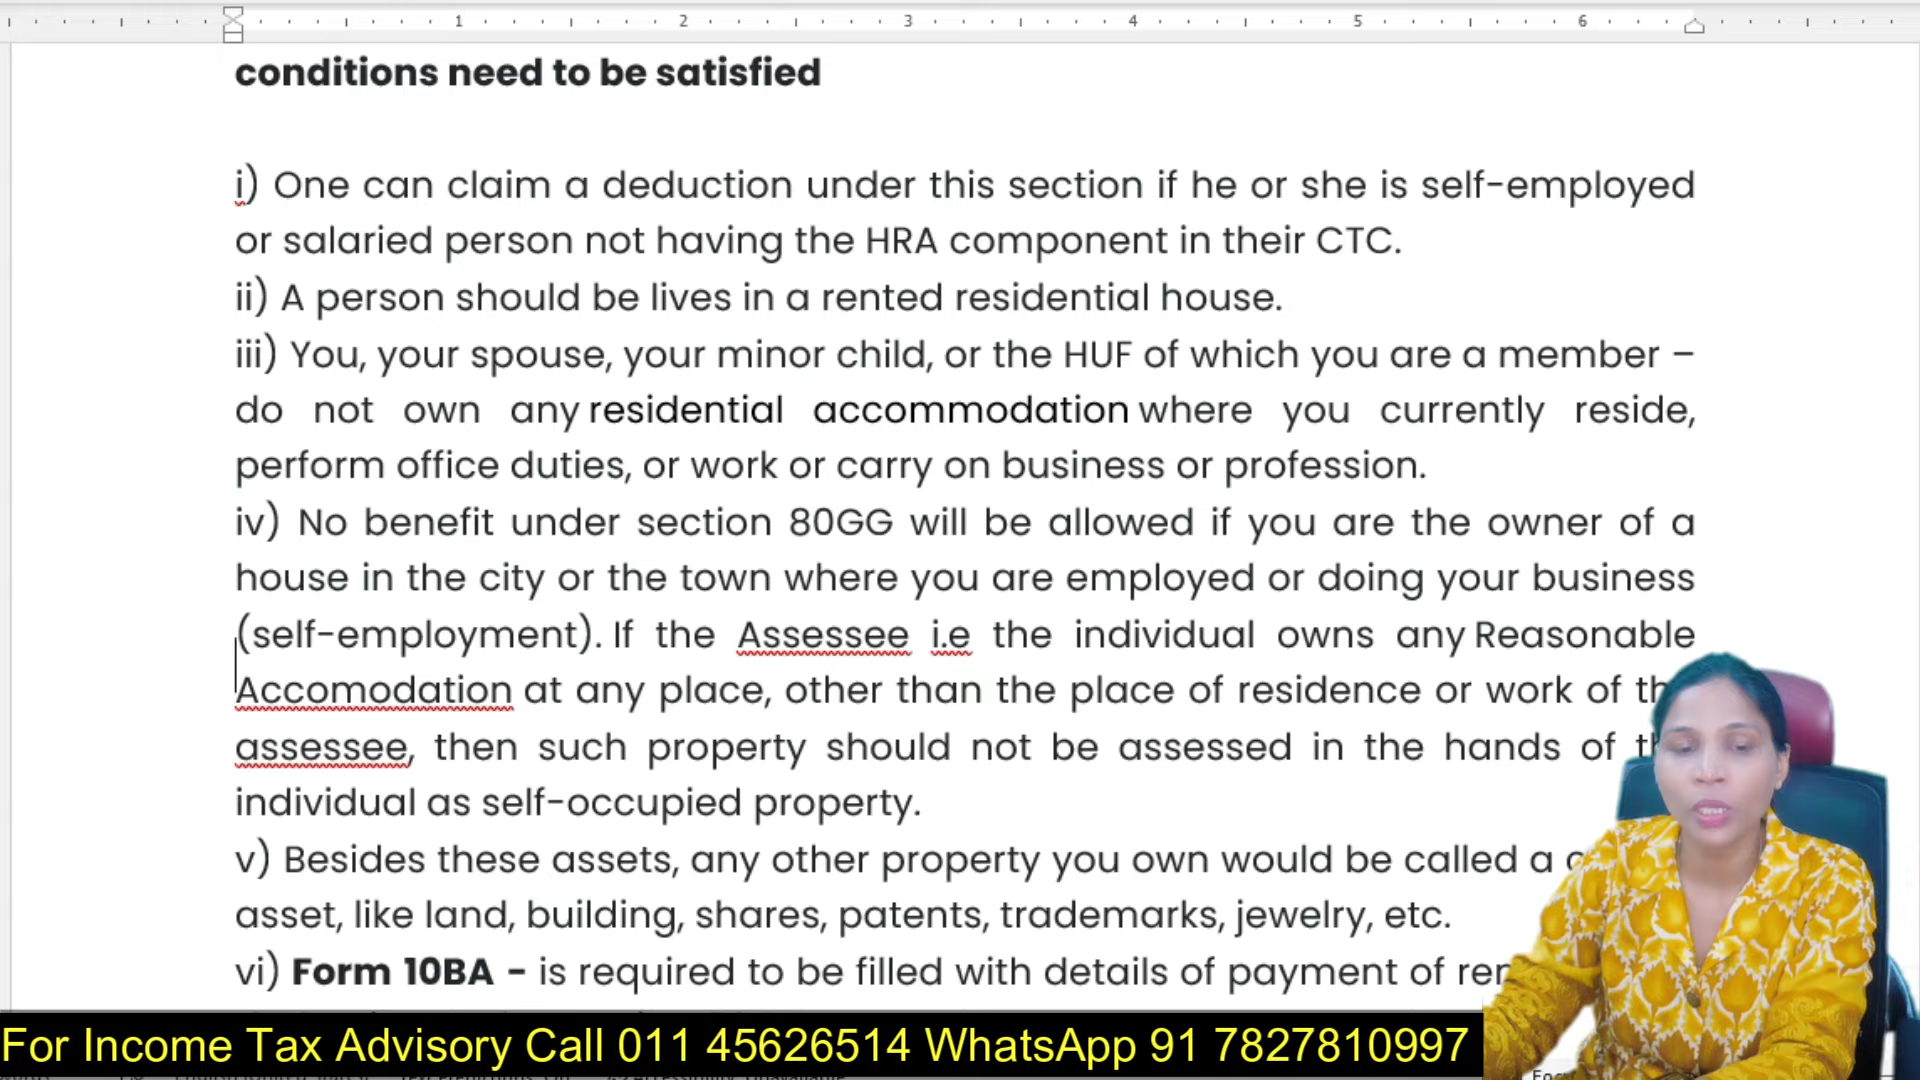 1 2 3 4 5 6
conditions need to be satisfied
i) One can claim a deduction under this section if he or she is self-employed
or salaried person not having the HRA component in their CTC.
ii) A person should be lives in a rented residential house.
iii) You, your spouse, your minor child, or the HUF of which you are a member –
do not own any residential accommodation where you currently reside,
perform office duties, or work or carry on business or profession.
iv) No benefit under section 80GG will be allowed if you are the owner of a
house in the city or the town where you are employed or doing your business
(self-employment). If the Assessee i.e the individual owns any Reasonable
Accomodation at any place, other than the place of residence or work of
assessee, then such property should not be assessed in the hands of
individual as self-occupied property.
v) Besides these assets, any other property you own would be called a
asset, like land, building, shares, patents, trademarks, jewelry, etc.
vi) Form 10BA - is required to be filled with details of payment of
For Income Tax Advisory Call 011 45626514 WhatsApp 91 7827810997